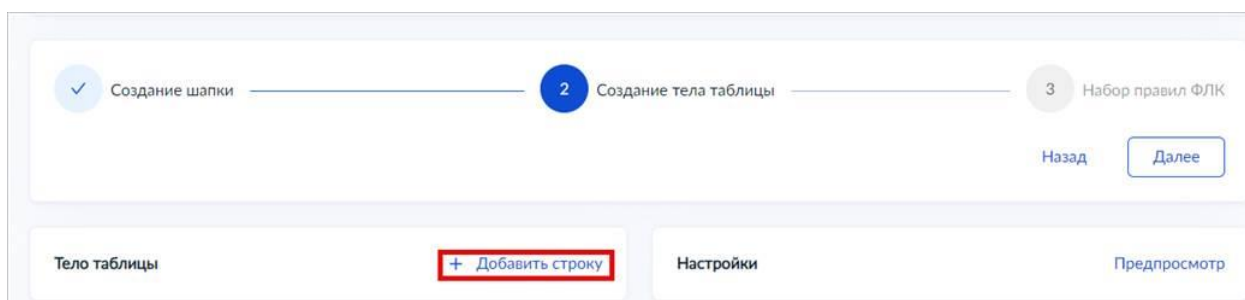 ✓ Создание шапки 2 Создание тела таблицы 3 Набор правил ФЛК
Назад Далее
Тело таблицы + Добавить строку Настройки Предпросмотр